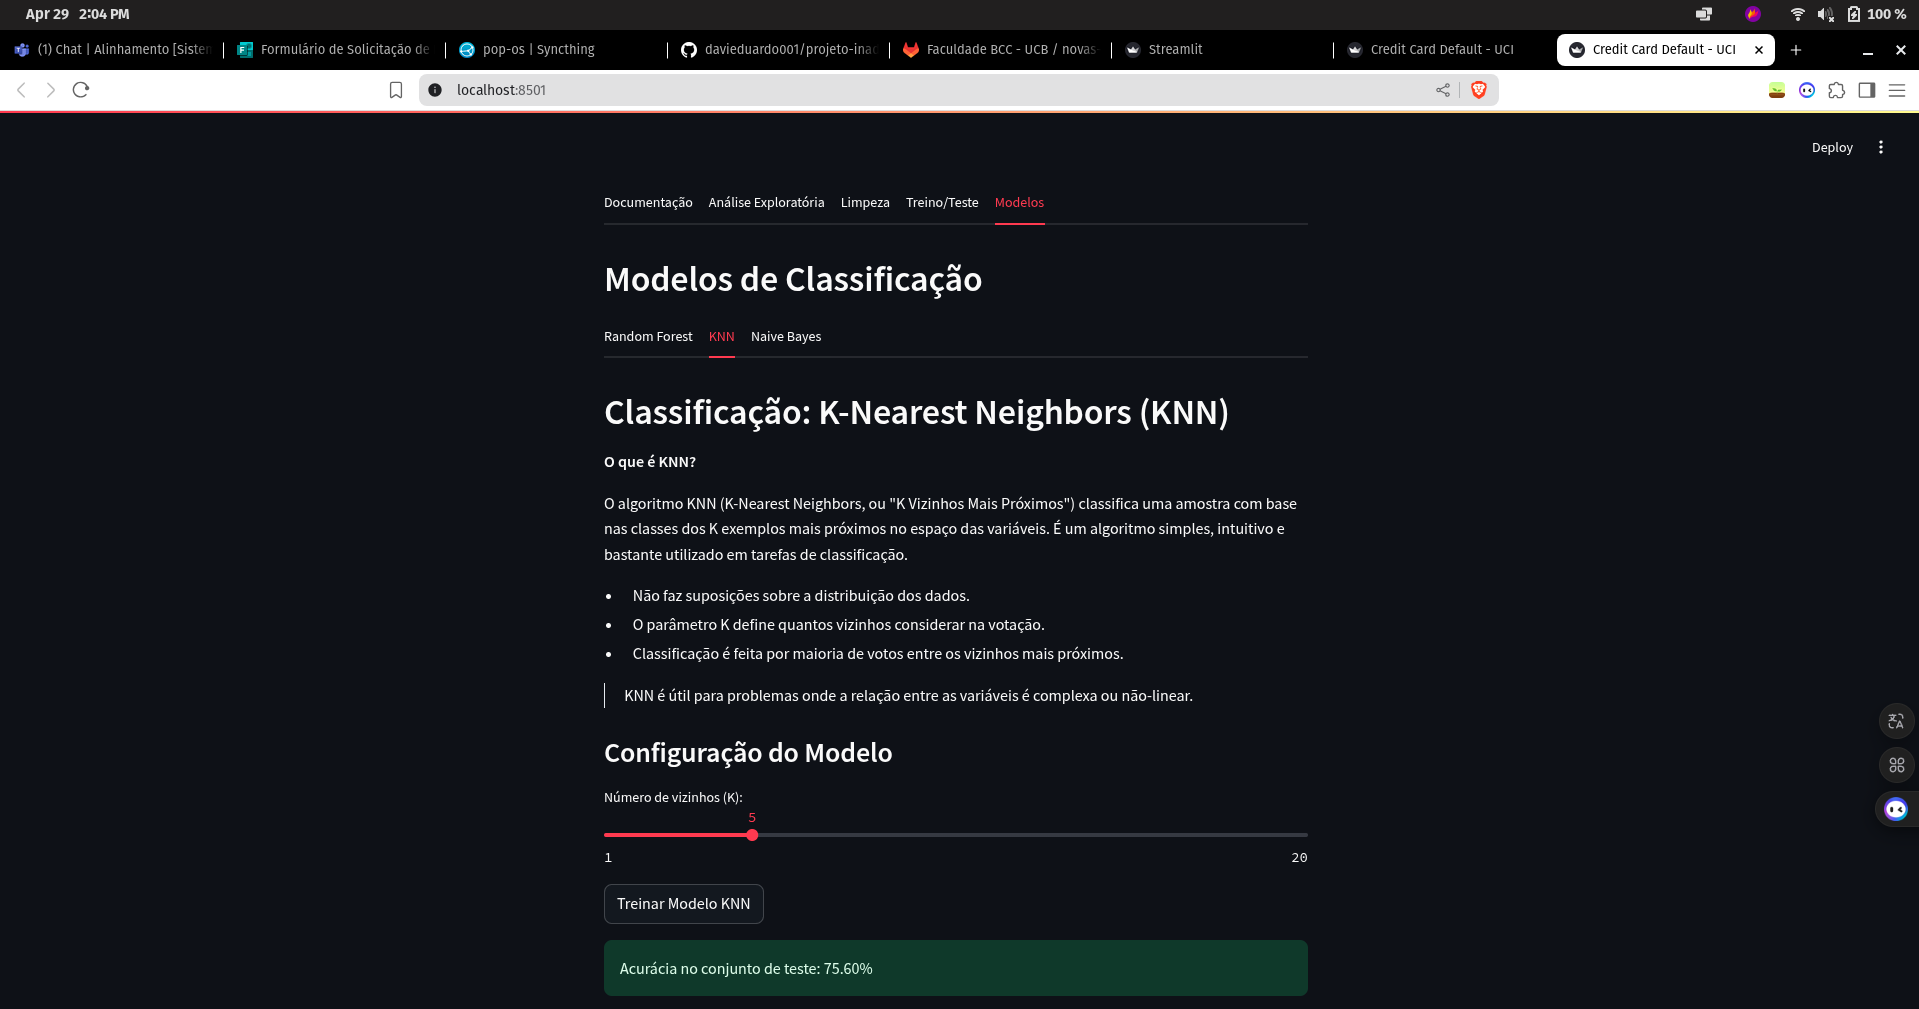 Apr 29 2:04 PM
100 %
(1) Chat | Alinhamento [Sisten
Formulário de Solicitação de
pop-os | Syncthing
davieduardo001/projeto-inac
Faculdade BCC - UCB / novas-
Streamlit
Credit Card Default - UCI
Credit Card Default - UCI
localhost:8501
Deploy
Documentação Análise Exploratória Limpeza Treino/Teste Modelos
Modelos de Classificação
Random Forest KNN Naive Bayes
Classificação: K-Nearest Neighbors (KNN)
O que é KNN?
O algoritmo KNN (K-Nearest Neighbors, ou "K Vizinhos Mais Próximos") classifica uma amostra com base
nas classes dos K exemplos mais próximos no espaço das variáveis. É um algoritmo simples, intuitivo e
bastante utilizado em tarefas de classificação.
• Não faz suposições sobre a distribuição dos dados.
• O parâmetro K define quantos vizinhos considerar na votação.
• Classificação é feita por maioria de votos entre os vizinhos mais próximos.
KNN é útil para problemas onde a relação entre as variáveis é complexa ou não-linear.
Configuração do Modelo
Número de vizinhos (K):
5
1 20
Treinar Modelo KNN
Acurácia no conjunto de teste: 75.60%